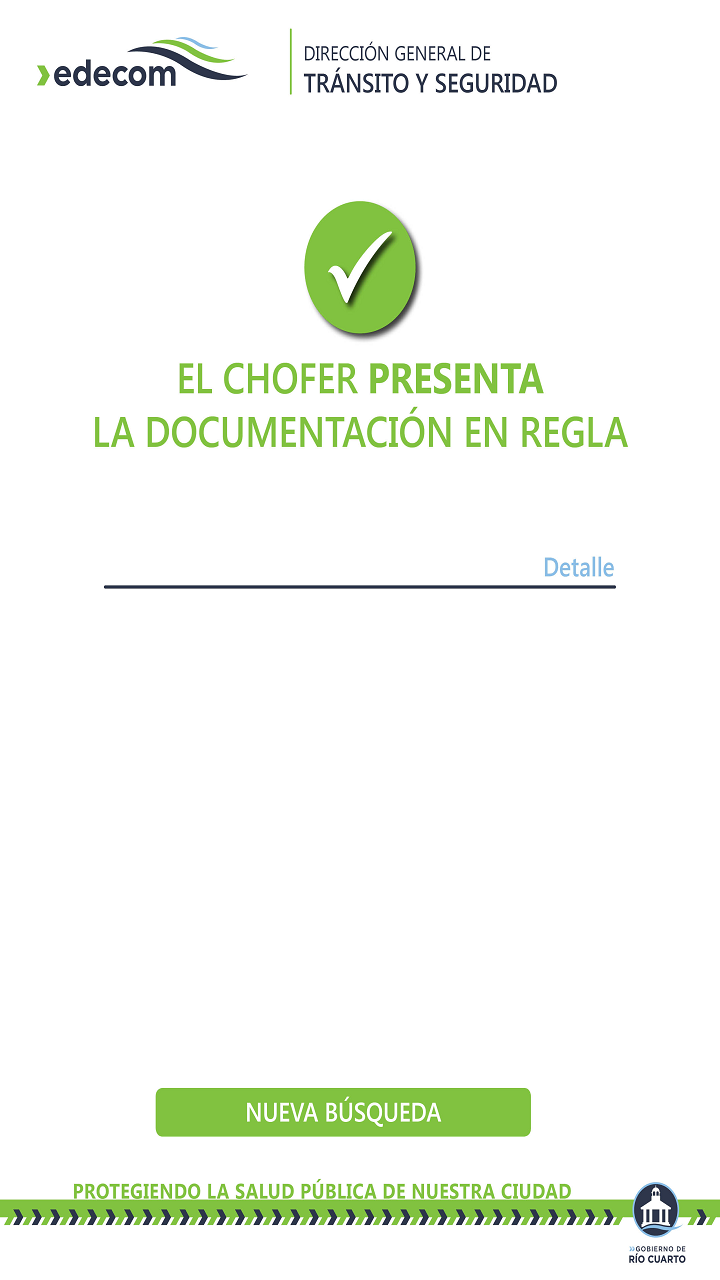 edecom
DIRECCIÓN GENERAL DE
TRÁNSITO Y SEGURIDAD
EL CHOFER PRESENTA
LA DOCUMENTACIÓN EN REGLA
Detalle
NUEVA BÚSQUEDA
PROTEGIENDO LA SALUD PÚBLICA DE NUESTRA CIUDAD
GOBIERNO DE
RÍO CUARTO